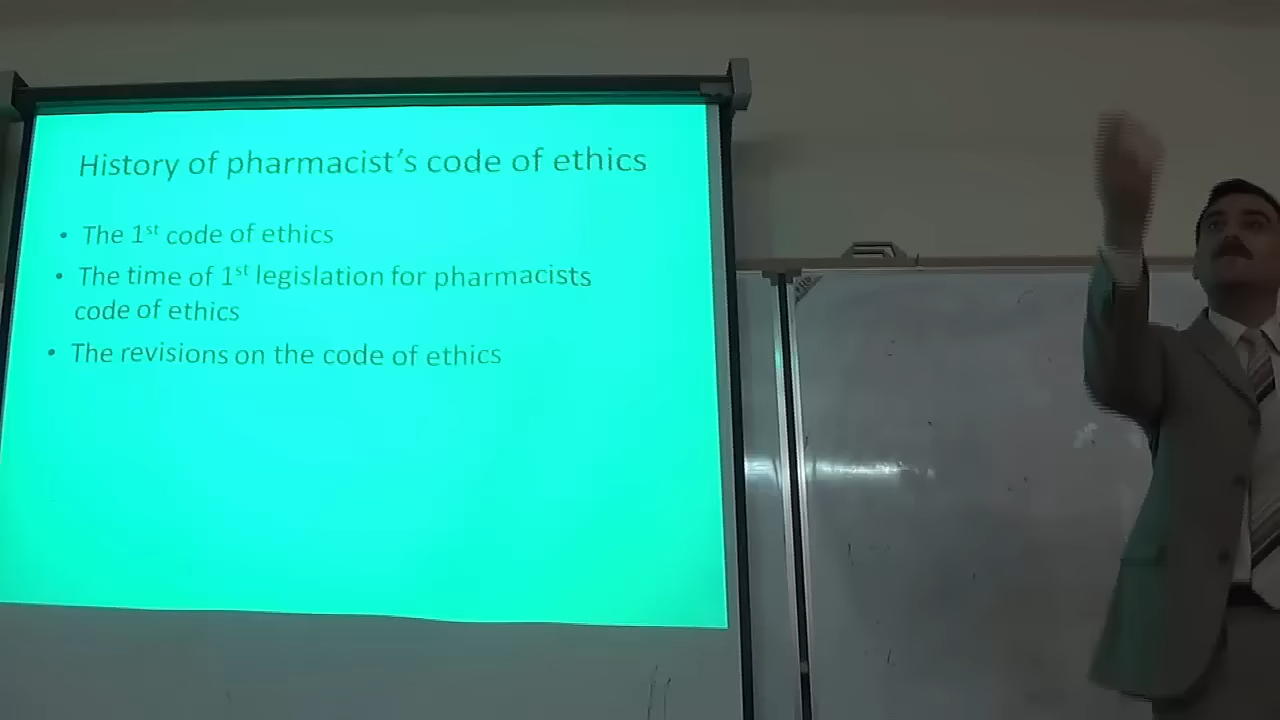 History of pharmacist's code of ethics
• The 1st code of ethics
• The time of 1st legislation for pharmacists
code of ethics
• The revisions on the code of ethics